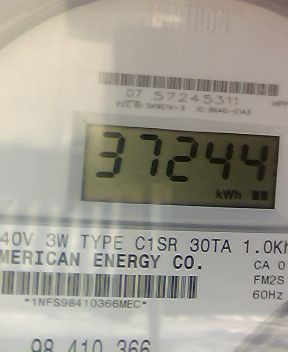 07 57245311
37244
kWh
40V 3W TYPE C1SR 30TA 1.0K
MERICAN ENERGY CO.
CA 0
FM2S
60Hz
*1NFS98410366MEC*
98 410 366